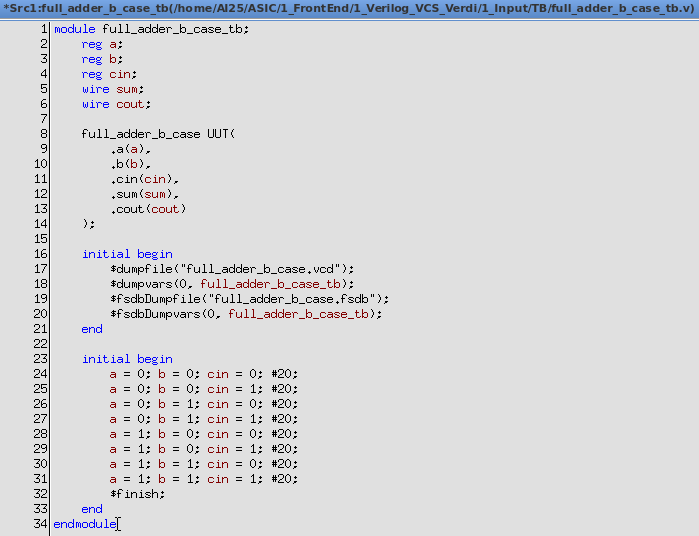 *Src1:full_adder_b_case_tb(/home/AI25/ASIC/1_FrontEnd/1_Verilog_VCS_Verdi/1_Input/TB/full_adder_b_case_tb.v)
1 module full_adder_b_case_tb;
2 reg a;
3 reg b;
4 reg cin;
5 wire sum;
6 wire cout;
7
8 full_adder_b_case UUT(
9 .a(a),
10 .b(b),
11 .cin(cin),
12 .sum(sum),
13 .cout(cout)
14 );
15
16 initial begin
17 $dumpfile("full_adder_b_case.vcd");
18 $dumpvars(0, full_adder_b_case_tb);
19 $fsdbDumpfile("full_adder_b_case.fsdb");
20 $fsdbDumpvars(0, full_adder_b_case_tb);
21 end
22
23 initial begin
24 a = 0; b = 0; cin = 0; #20;
25 a = 0; b = 0; cin = 1; #20;
26 a = 0; b = 1; cin = 0; #20;
27 a = 0; b = 1; cin = 1; #20;
28 a = 1; b = 0; cin = 0; #20;
29 a = 1; b = 0; cin = 1; #20;
30 a = 1; b = 1; cin = 0; #20;
31 a = 1; b = 1; cin = 1; #20;
32 $finish;
33 end
34 endmodule